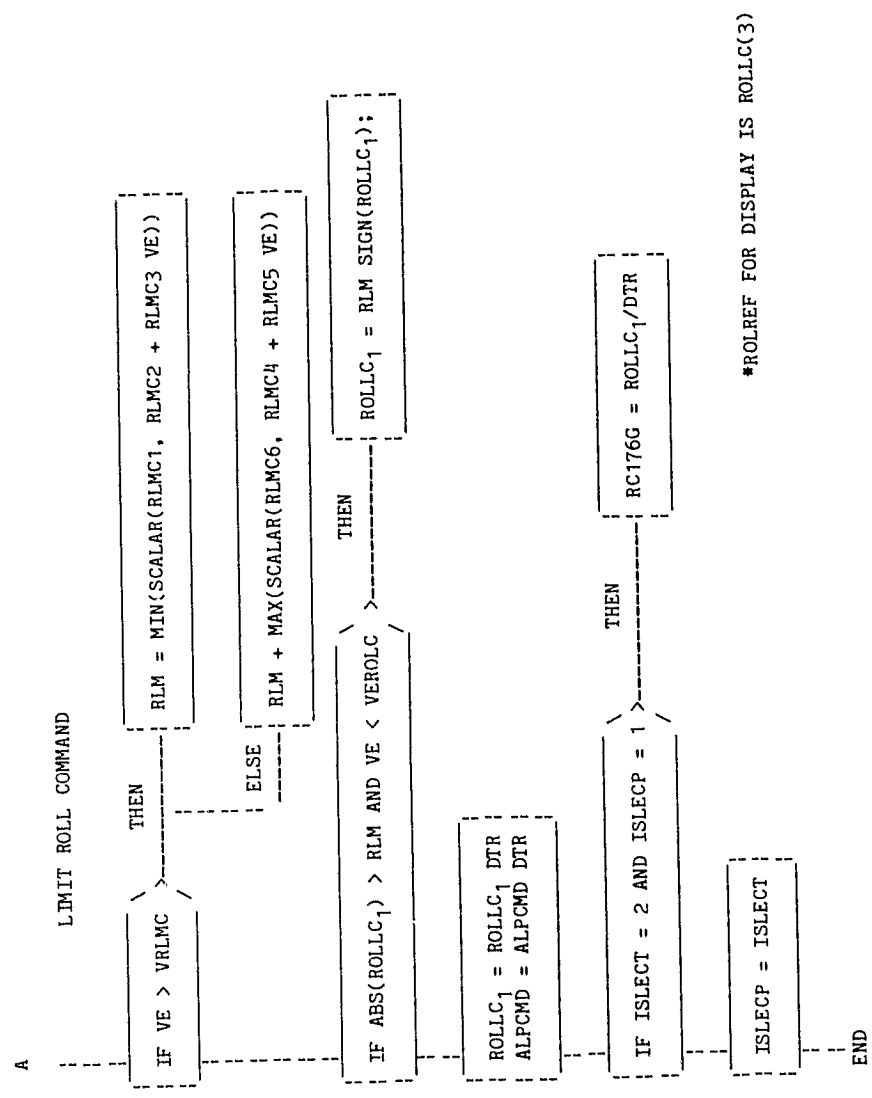 LIMIT ROLL COMMAND
A
IF VE > VRLMC
THEN
RLM = MIN(SCALAR(RLMC1, RLMC2 + RLMC3 VE))
ELSE
RLM + MAX(SCALAR(RLMC6, RLMC4 + RLMC5 VE))
IF ABS(ROLLC₁) > RLM AND VE < VEROLC
THEN
ROLLC₁ = RLM SIGN(ROLLC₁);
ROLLC₁ = ROLLC₁ DTR
ALPCMD = ALPCMD DTR
IF ISLECT = 2 AND ISLECP = 1
THEN
RC176G = ROLLC₁/DTR
ISLECP = ISLECT
*ROLREF FOR DISPLAY IS ROLLC(3)
END